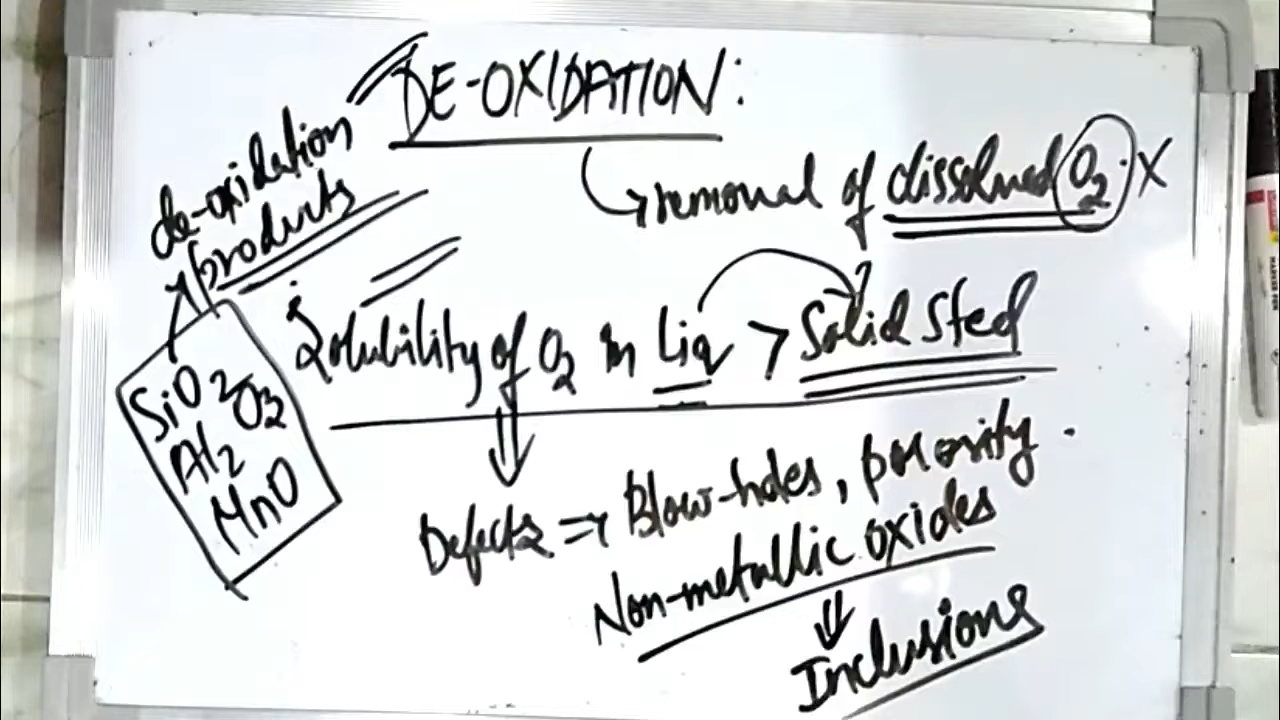 DE-OXIDATION:
removal of dissolved O2 · X
de-oxidation
products
Solubility of O2 in Liq > Solid Steel
SiO2
Al2O3
MnO
Defects ⇒ Blow-holes, porosity.
Non-metallic oxides
Inclusions